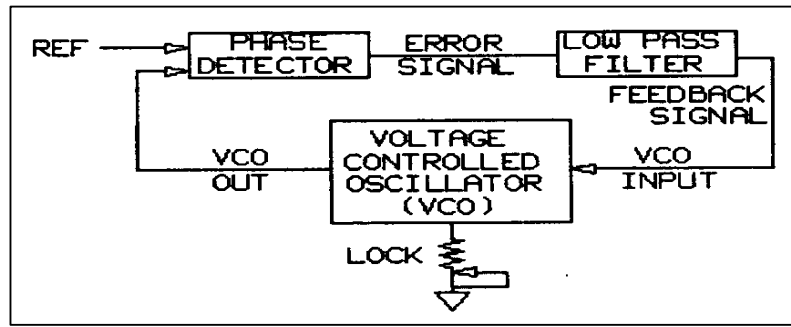 REF
PHASE
DETECTOR
ERROR
SIGNAL
LOW PASS
FILTER
FEEDBACK
SIGNAL
VCO
OUT
VOLTAGE
CONTROLLED
OSCILLATOR
(VCO)
VCO
INPUT
LOCK